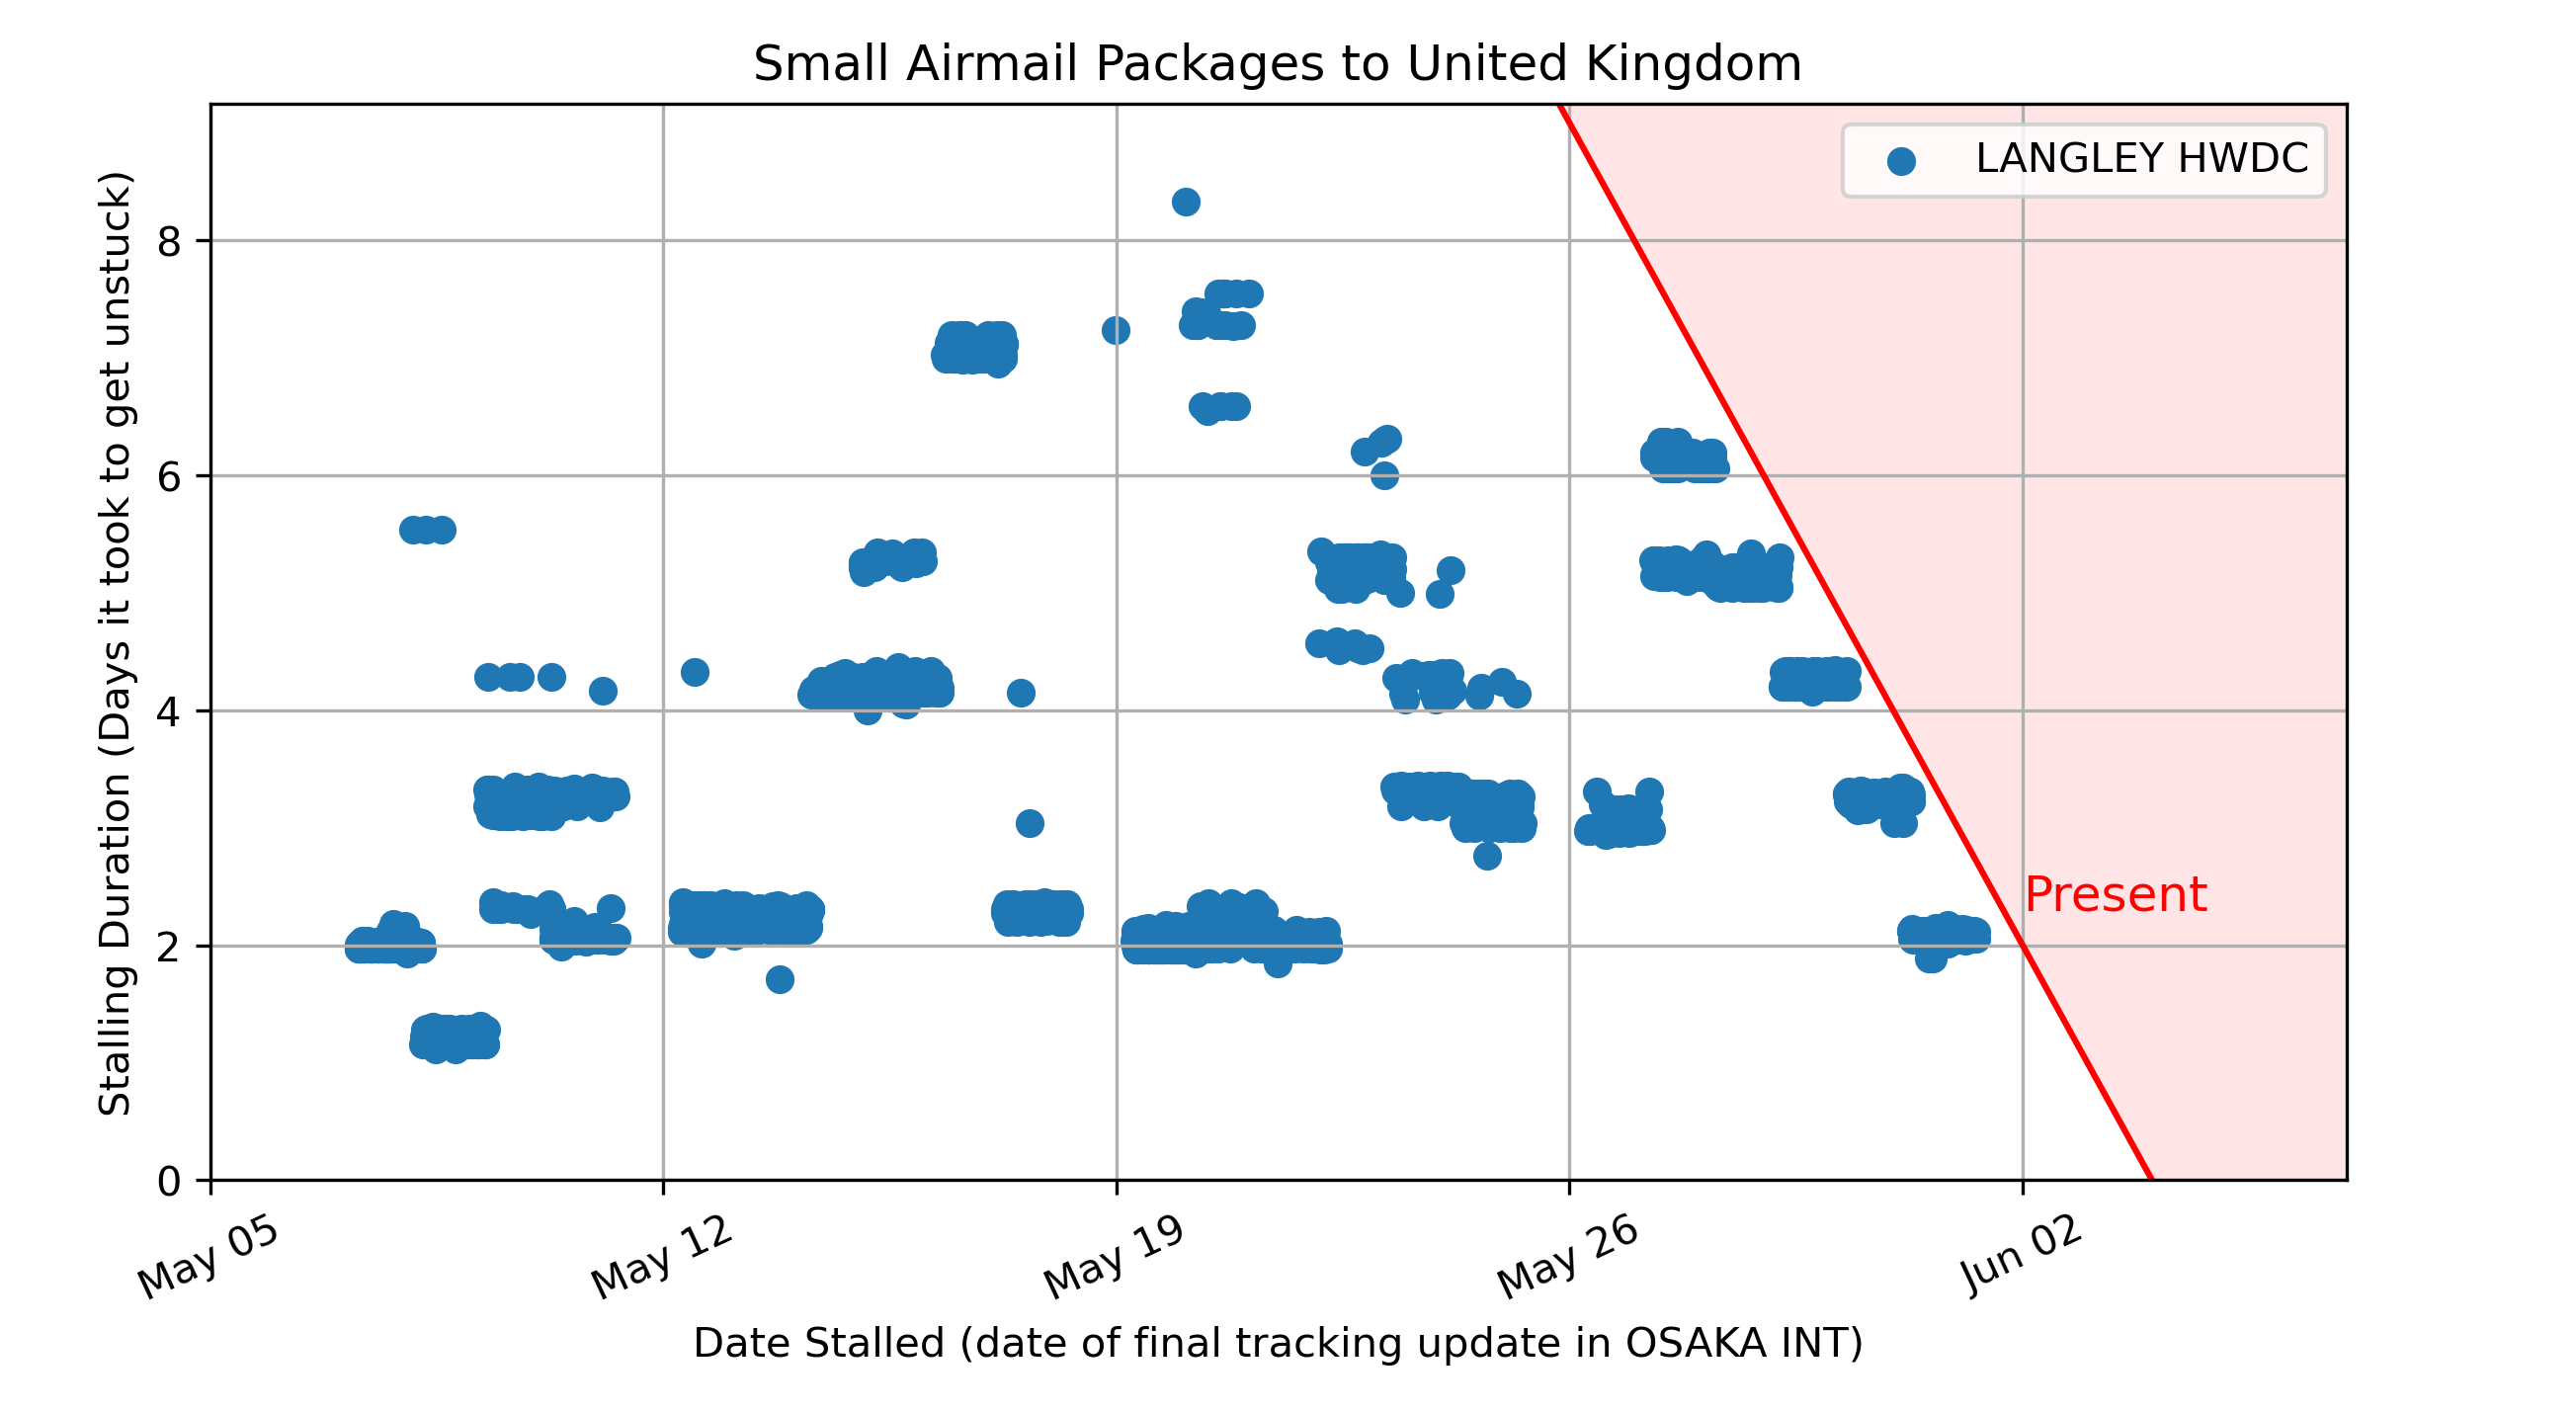 Small Airmail Packages to United Kingdom
LANGLEY HWDC
Stalling Duration (Days it took to get unstuck)
8
6
4
2
0
Present
May 05
May 12
May 19
May 26
Jun 02
Date Stalled (date of final tracking update in OSAKA INT)